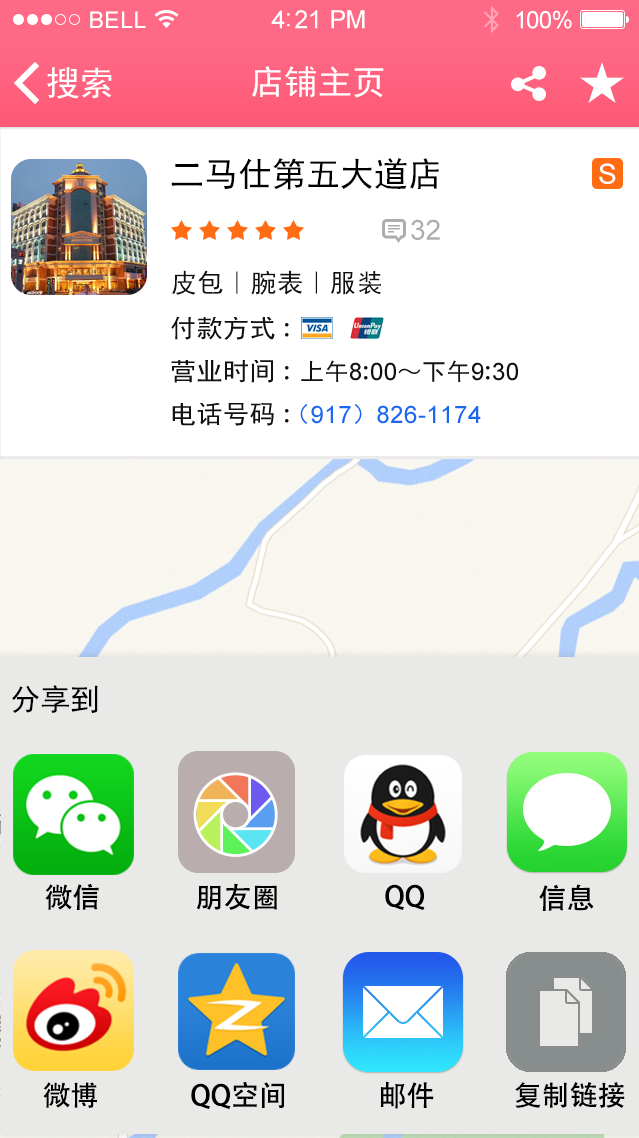 BELL 4:21 PM 100%
搜索 店铺主页
二马仕第五大道店 S
32
皮包｜腕表｜服装
付款方式：VISA UnionPay 银联
营业时间：上午8:00～下午9:30
电话号码：（917）826-1174
分享到
微信 朋友圈 QQ 信息
微博 QQ空间 邮件 复制链接